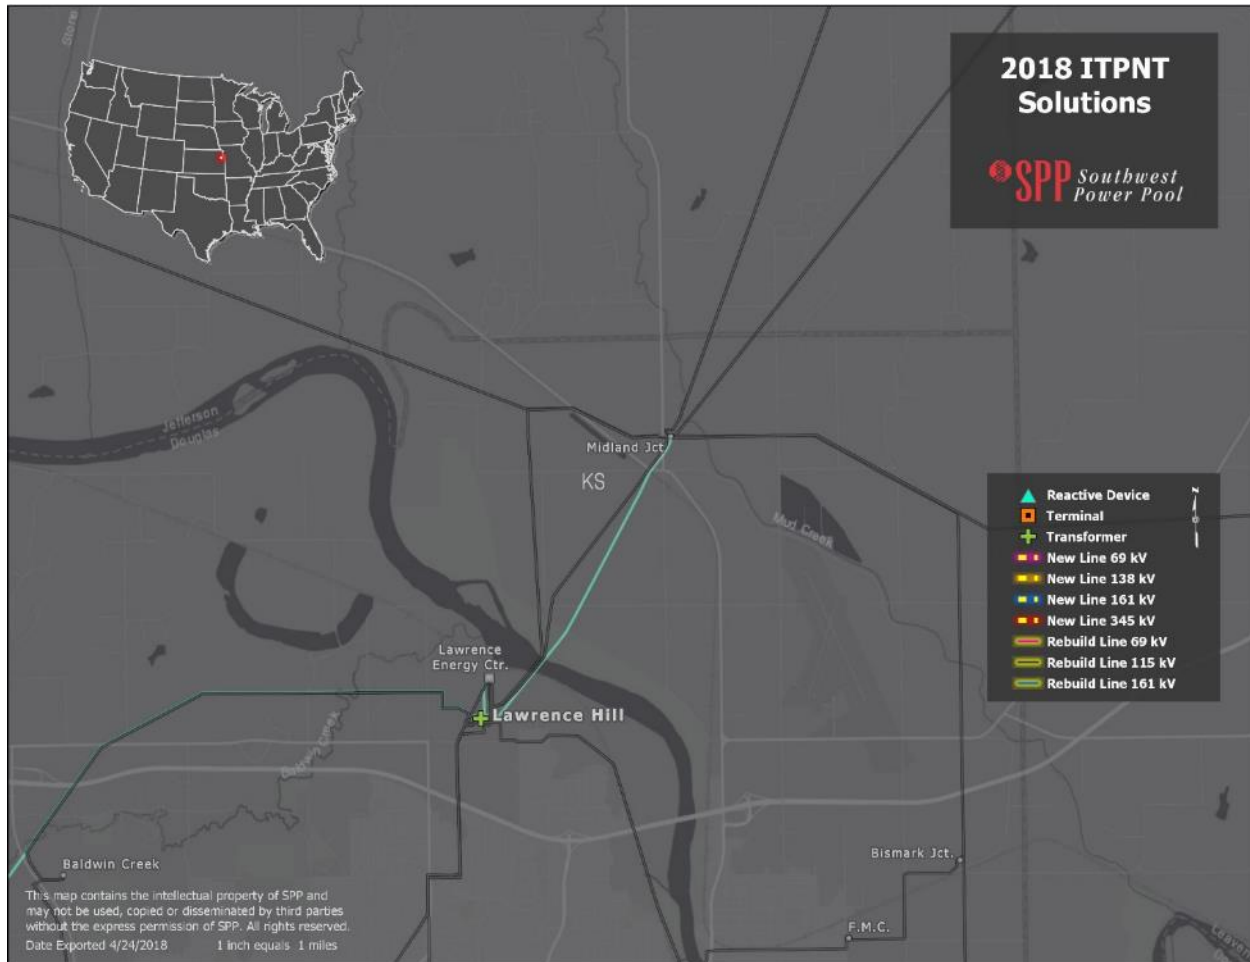 Stone
2018 ITPNT
Solutions
SPP Southwest
Power Pool
Jefferson
Douglas
Midland Jct
KS
Mud Creek
Reactive Device
Terminal
Transformer
New Line 69 kV
New Line 138 kV
New Line 161 kV
New Line 345 kV
Rebuild Line 69 kV
Rebuild Line 115 kV
Rebuild Line 161 kV
Lawrence
Energy Ctr.
Lawrence Hill
Baldwin Creek
Baldwin Creek
Bismark Jct.
F.M.C.
This map contains the intellectual property of SPP and
may not be used, copied or disseminated by third parties
without the express permission of SPP. All rights reserved.
Date Exported 4/24/2018 1 inch equals 1 miles